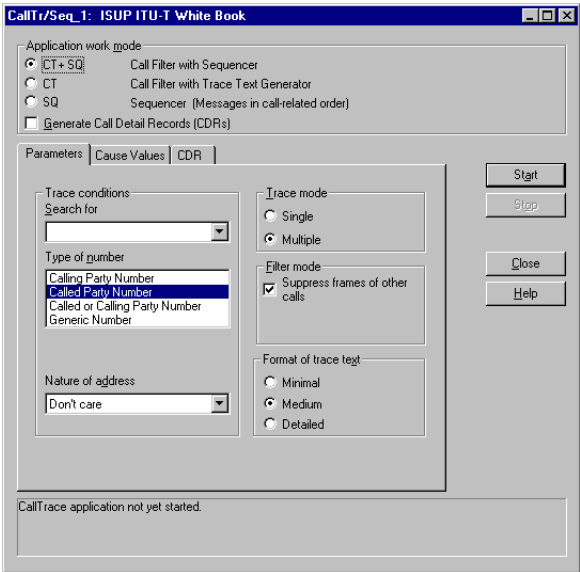 CallTr/Seq_1: ISUP ITU-T White Book
Application work mode
CT+ SQ Call Filter with Sequencer
CT Call Filter with Trace Text Generator
SQ Sequencer (Messages in call-related order)
Generate Call Detail Records (CDRs)
Parameters Cause Values CDR
Trace conditions
Search for
Type of number
Calling Party Number
Called Party Number
Called or Calling Party Number
Generic Number
Nature of address
Don't care
Trace mode
Single
Multiple
Filter mode
Suppress frames of other
calls
Format of trace text
Minimal
Medium
Detailed
Start
Stop
Close
Help
CallTrace application not yet started.